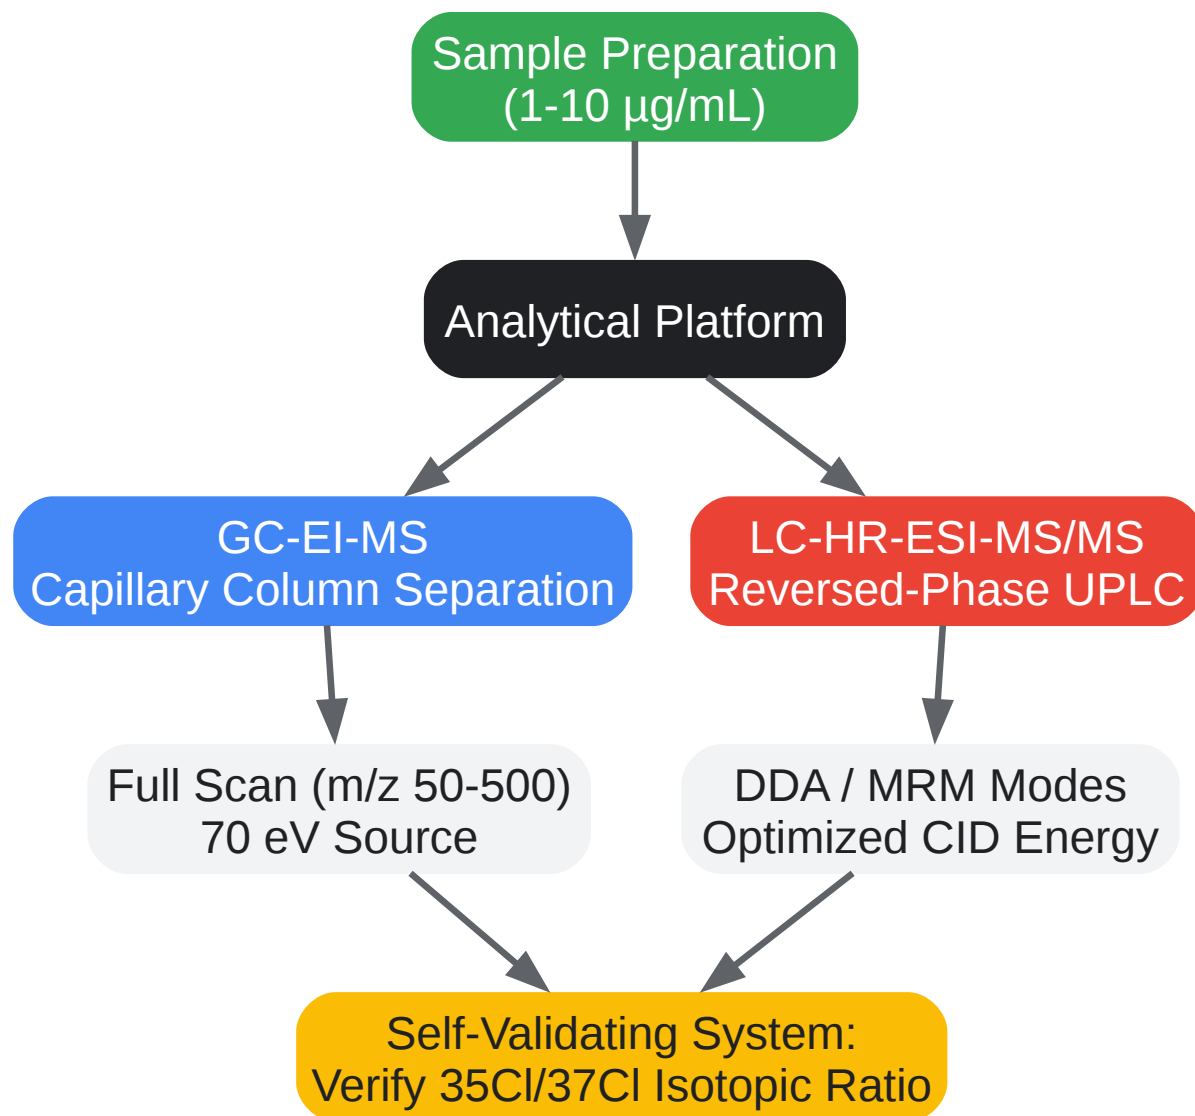 Sample Preparation
(1-10 µg/mL)
Analytical Platform
GC-EI-MS
Capillary Column Separation
LC-HR-ESI-MS/MS
Reversed-Phase UPLC
Full Scan (m/z 50-500)
70 eV Source
DDA / MRM Modes
Optimized CID Energy
Self-Validating System:
Verify 35Cl/37Cl Isotopic Ratio